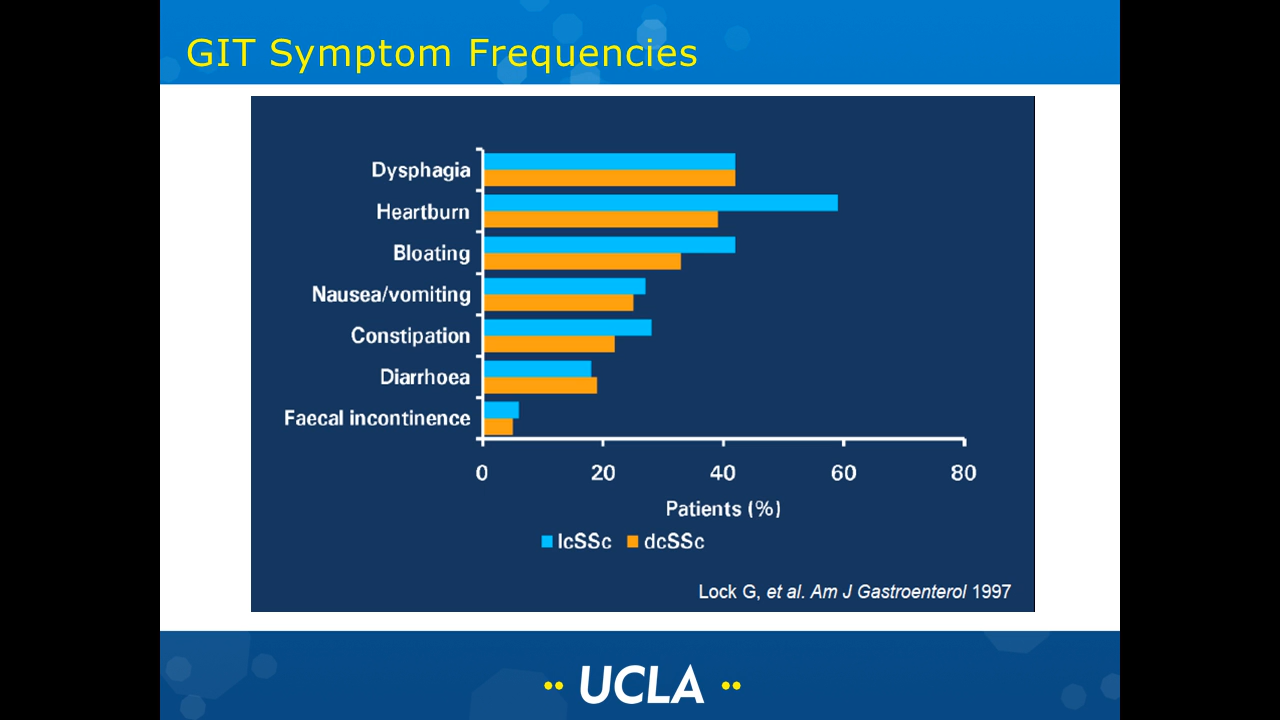 GIT Symptom Frequencies
Dysphagia
Heartburn
Bloating
Nausea/vomiting
Constipation
Diarrhoea
Faecal incontinence
0 20 40 60 80
Patients (%)
lcSSc dcSSc
Lock G, et al. Am J Gastroenterol 1997
UCLA